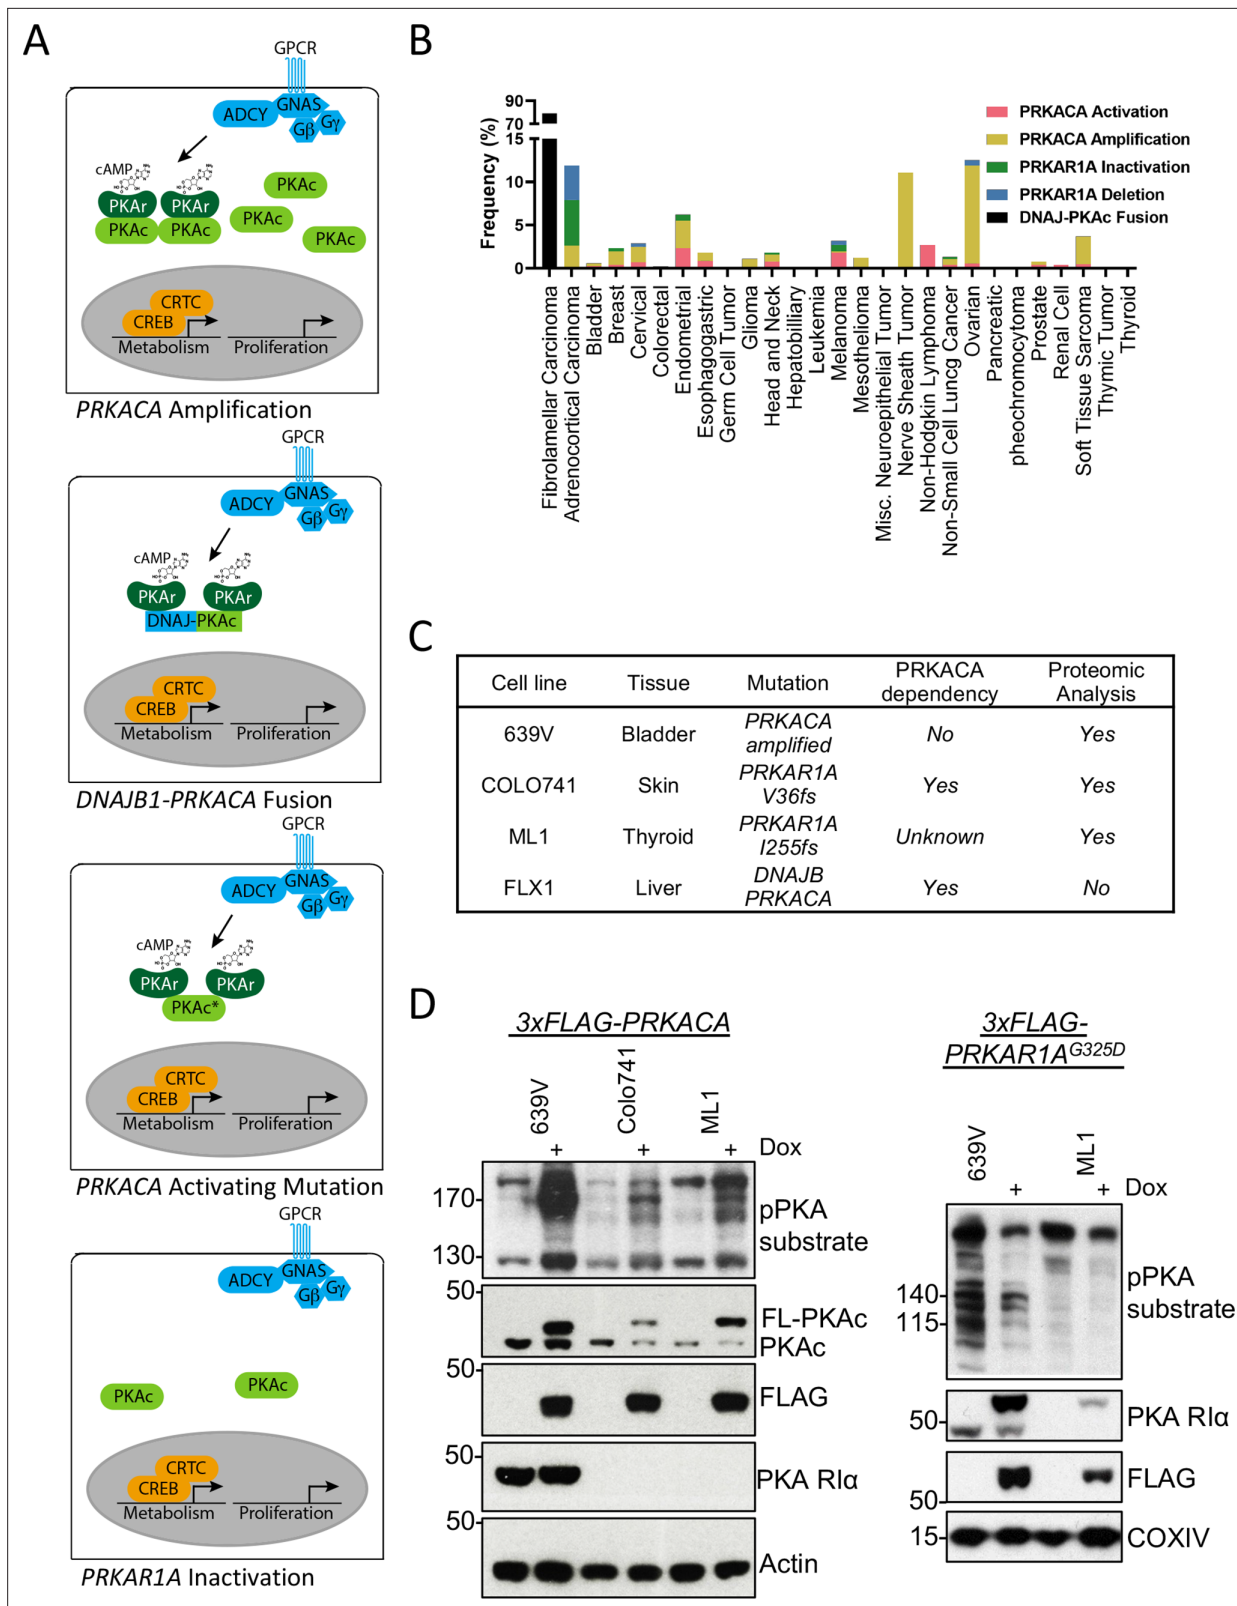 A
GPCR
ADCY
GNAS
Gβ
Gγ
cAMP
PKAr
PKAr
PKAc
PKAc
PKAc
PKAc
PKAc
CRTC
CREB
Metabolism
Proliferation
PRKACA Amplification
GPCR
ADCY
GNAS
Gβ
Gγ
cAMP
PKAr
PKAr
DNAJ-PKAc
CRTC
CREB
Metabolism
Proliferation
DNAJB1-PRKACA Fusion
GPCR
ADCY
GNAS
Gβ
Gγ
cAMP
PKAr
PKAr
PKAc*
CRTC
CREB
Metabolism
Proliferation
PRKACA Activating Mutation
GPCR
ADCY
GNAS
Gβ
Gγ
PKAc
PKAc
CRTC
CREB
Metabolism
Proliferation
PRKAR1A Inactivation
B
Frequency (%)
90
70
15
10
5
0
PRKACA Activation
PRKACA Amplification
PRKAR1A Inactivation
PRKAR1A Deletion
DNAJ-PKAc Fusion
Fibrolamellar Carcinoma
Adrenocortical Carcinoma
Bladder
Breast
Cervical
Colorectal
Endometrial
Esophagogastric
Germ Cell Tumor
Glioma
Head and Neck
Hepatobilliary
Leukemia
Melanoma
Mesothelioma
Misc. Neuroepithelial Tumor
Nerve Sheath Tumor
Non-Hodgkin Lymphoma
Non-Small Cell Luncg Cancer
Ovarian
Pancreatic
pheochromocytoma
Prostate
Renal Cell
Soft Tissue Sarcoma
Thymic Tumor
Thyroid
C
Cell line Tissue Mutation PRKACA dependency Proteomic Analysis
639V Bladder PRKACA amplified No Yes
COLO741 Skin PRKAR1A V36fs Yes Yes
ML1 Thyroid PRKAR1A I255fs Unknown Yes
FLX1 Liver DNAJB PRKACA Yes No
D
3xFLAG-PRKACA
639V
Colo741
ML1
+ + + Dox
170
130
pPKA
substrate
50
FL-PKAc
PKAc
50
FLAG
50
PKA RIα
50
Actin
3xFLAG-
PRKAR1A^G325D
639V
ML1
+ + Dox
140
115
pPKA
substrate
50
PKA RIα
50
FLAG
15
COXIV